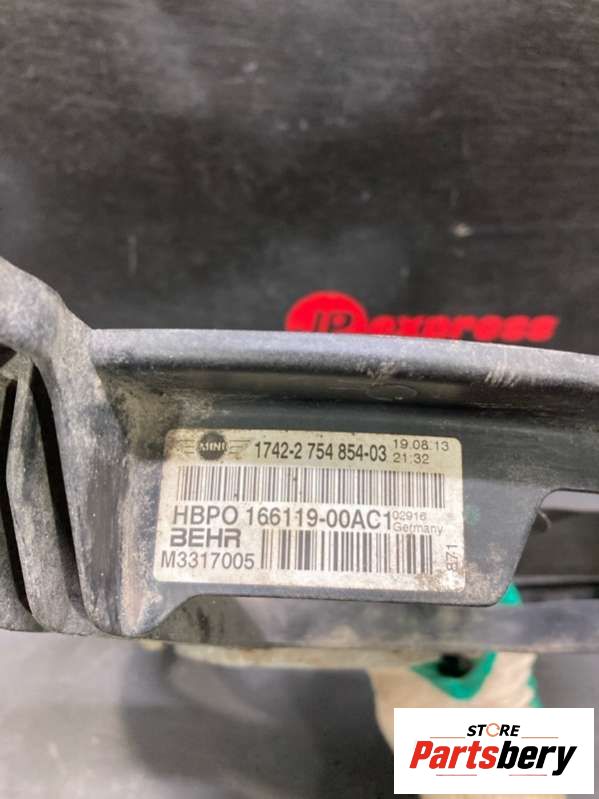 JP express
MINI 1742-2 754 854-03 19.08.13
21:32
HBPO 166119-00AC1 02916
Germany
BEHR
M3317005
871
STORE
Partsbery